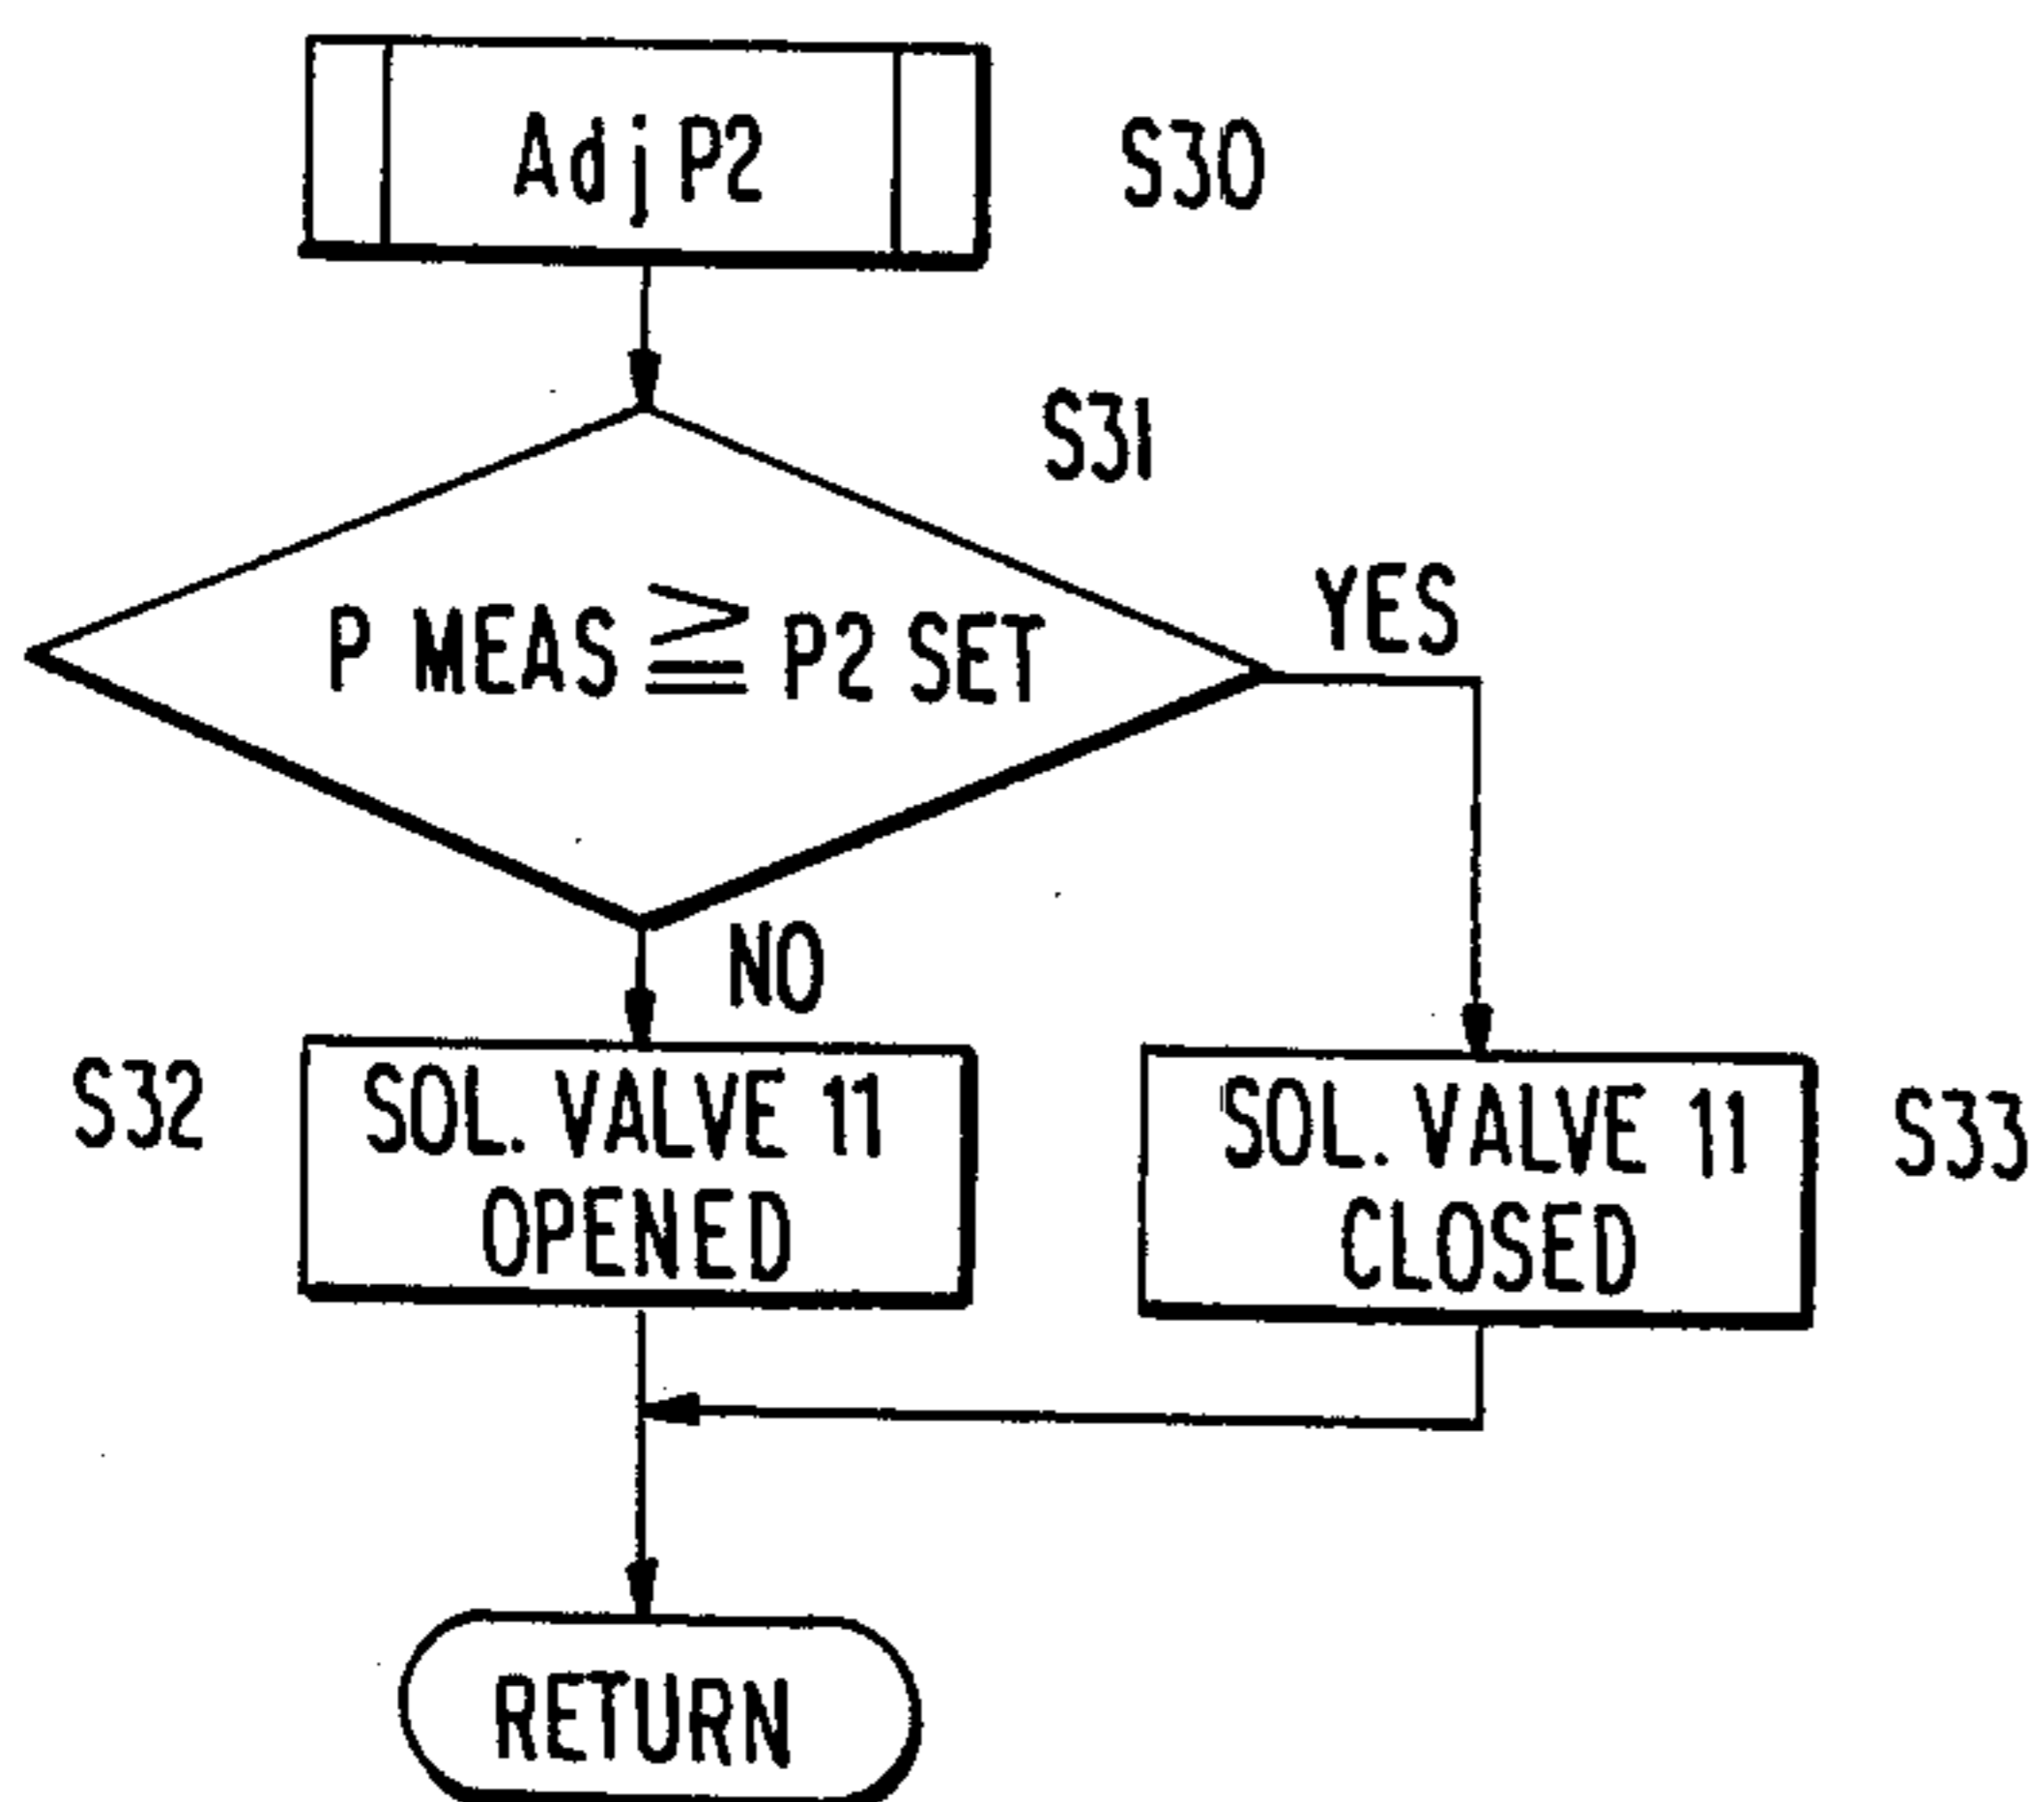 Adj P2
S30
S31
P MEAS ≧ P2 SET
YES
NO
S32
SOL. VALVE 11
OPENED
SOL. VALVE 11
CLOSED
S33
RETURN